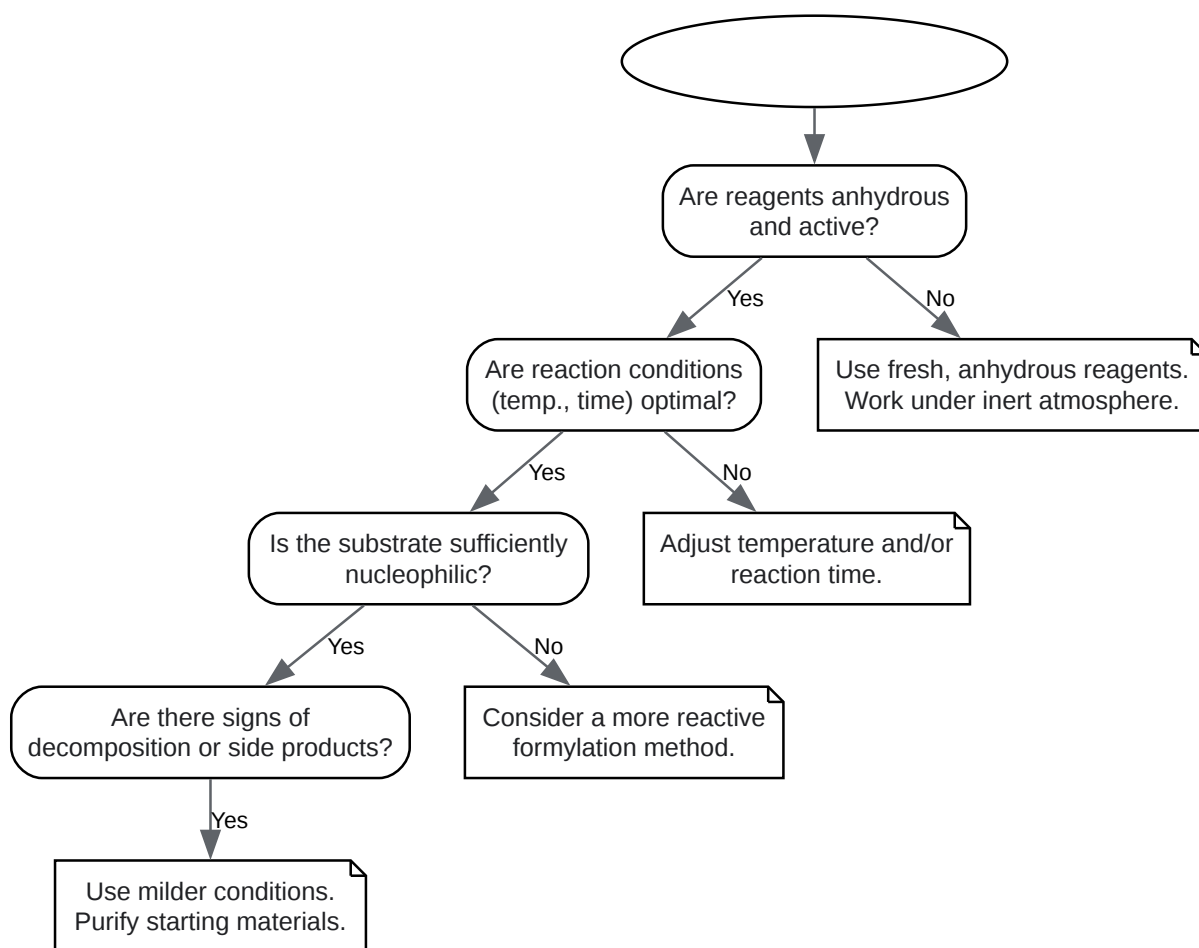 Are reagents anhydrous
and active?
Yes
No
Are reaction conditions
(temp., time) optimal?
Use fresh, anhydrous reagents.
Work under inert atmosphere.
Yes
No
Is the substrate sufficiently
nucleophilic?
Adjust temperature and/or
reaction time.
Yes
No
Are there signs of
decomposition or side products?
Consider a more reactive
formylation method.
Yes
Use milder conditions.
Purify starting materials.